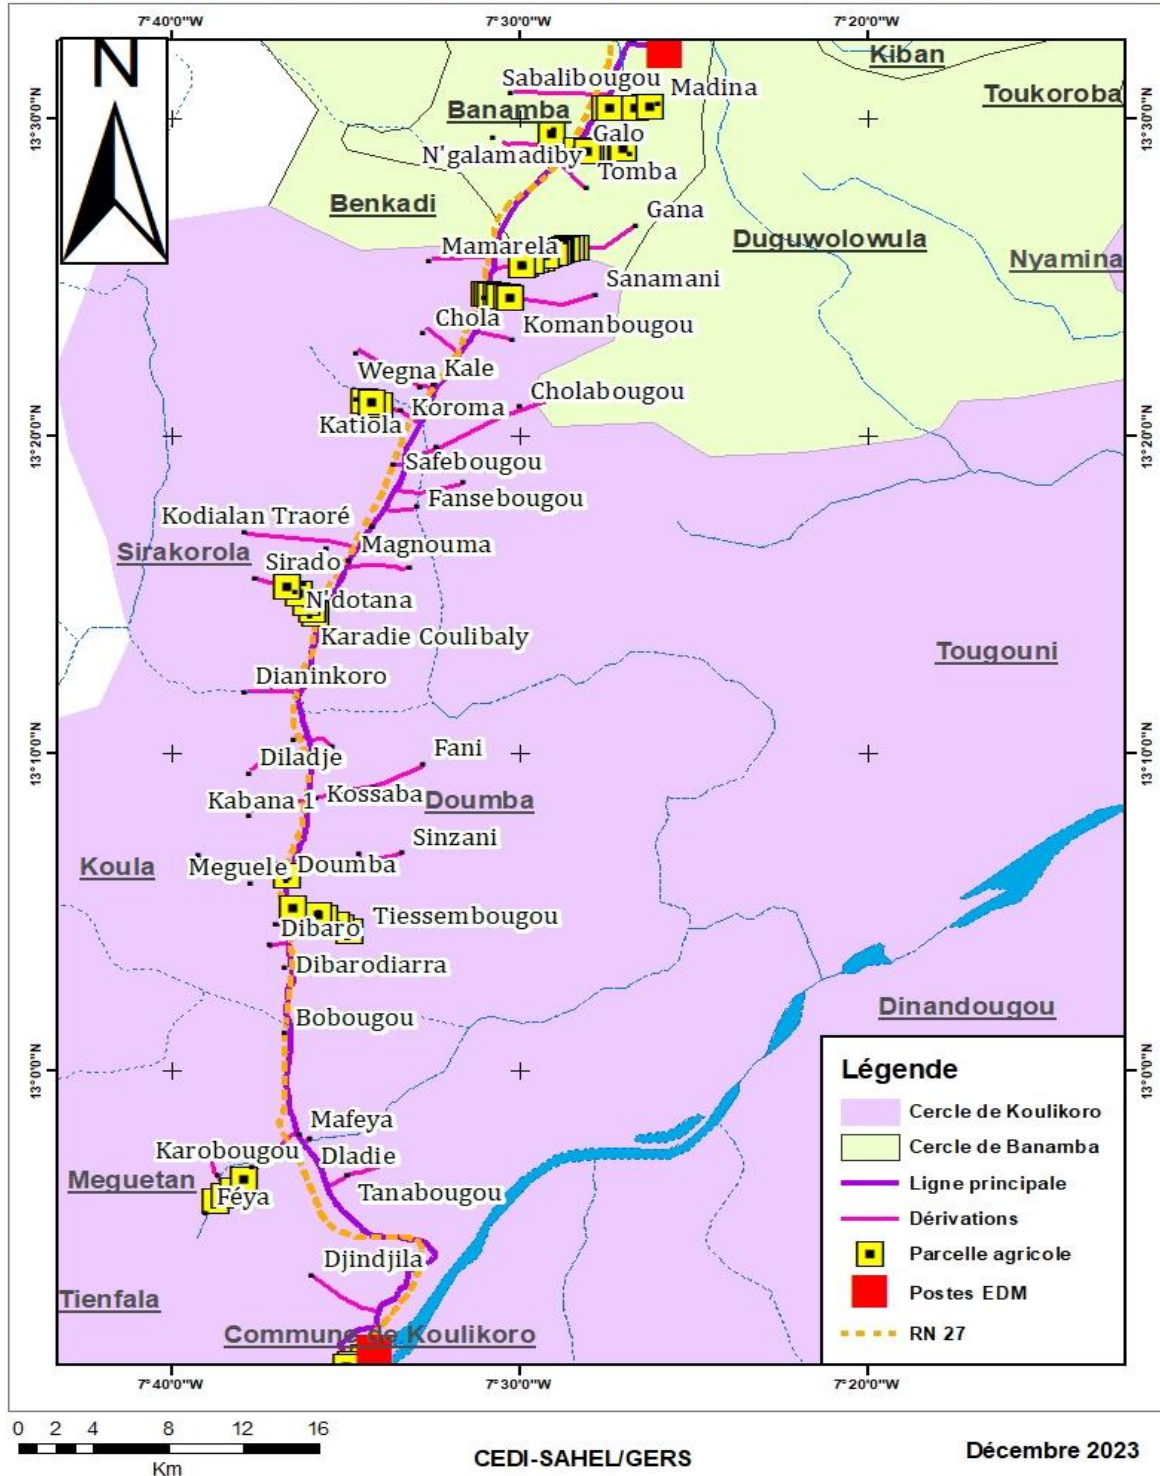 7°40'0"W
7°30'0"W
7°20'0"W
N
Kiban
Sabalibougou
Madina
Toukoroba
Banamba
13°30'0"N
13°30'0"N
Galo
N'galamadiby
Tomba
Benkadi
Gana
Duguwolowula
Mamarela
Nyamina
Sanamani
Chola
Komanbougou
Wegna
Kale
Cholabougou
Koroma
Katiola
13°20'0"N
13°20'0"N
Safebougou
Fansebougou
Kodialan Traoré
Magnouma
Sirakorola
Sirado
N'dotana
Karadie Coulibaly
Tougouni
Dianinkoro
Fani
13°10'0"N
13°10'0"N
Diladje
Kabana 1
Kossaba
Doumba
Sinzani
Koula
Meguele
Doumba
Tiessembougou
Dibaro
Dibarodiarra
Dinandougou
Bobougou
13°0'0"N
13°0'0"N
Légende
Cercle de Koulikoro
Cercle de Banamba
Ligne principale
Dérivations
Parcelle agricole
Postes EDM
RN 27
Mafeya
Karobougou
Dladie
Meguetan
Féya
Tanabougou
Djindjila
Tienfala
Commune de Koulikoro
7°40'0"W
7°30'0"W
7°20'0"W
0 2 4 8 12 16
Km
CEDI-SAHEL/GERS
Décembre 2023